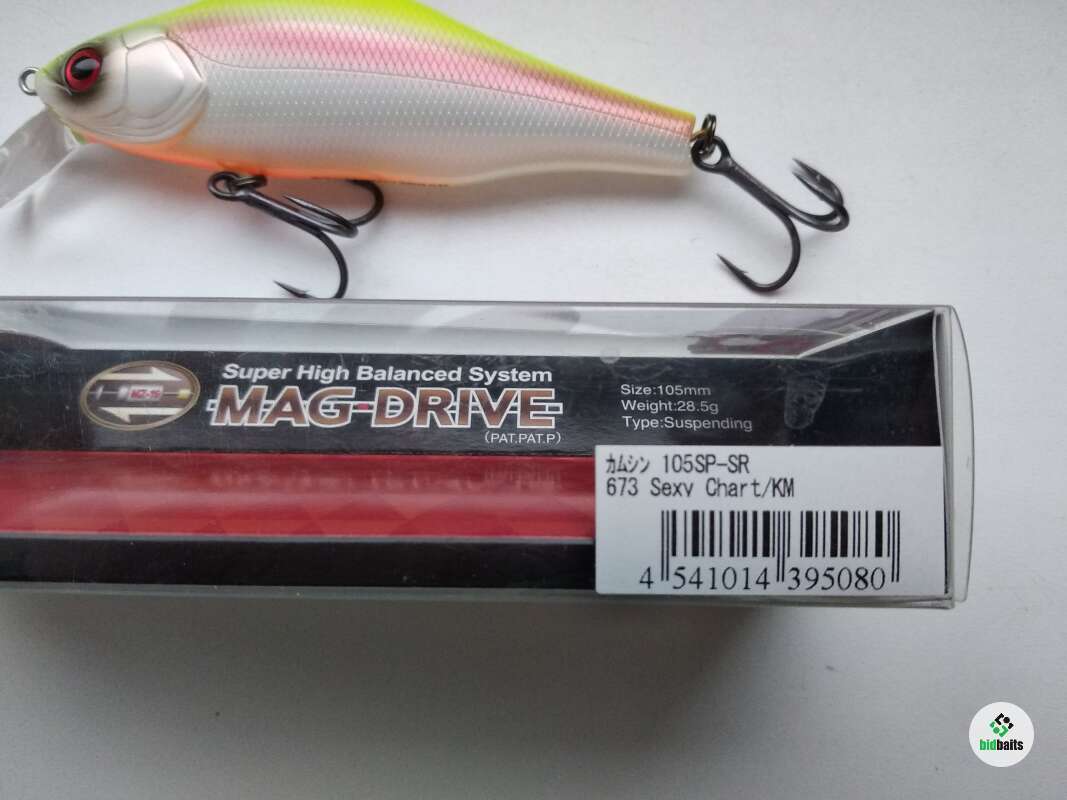 Super High Balanced System
MAG-DRIVE
(PAT.PAT.P)
Size:105mm
Weight:28.5g
Type:Suspending
ｶﾑｼﾝ 105SP-SR
673 Sexy Chart/KM
4 541014 395080
bidbaits